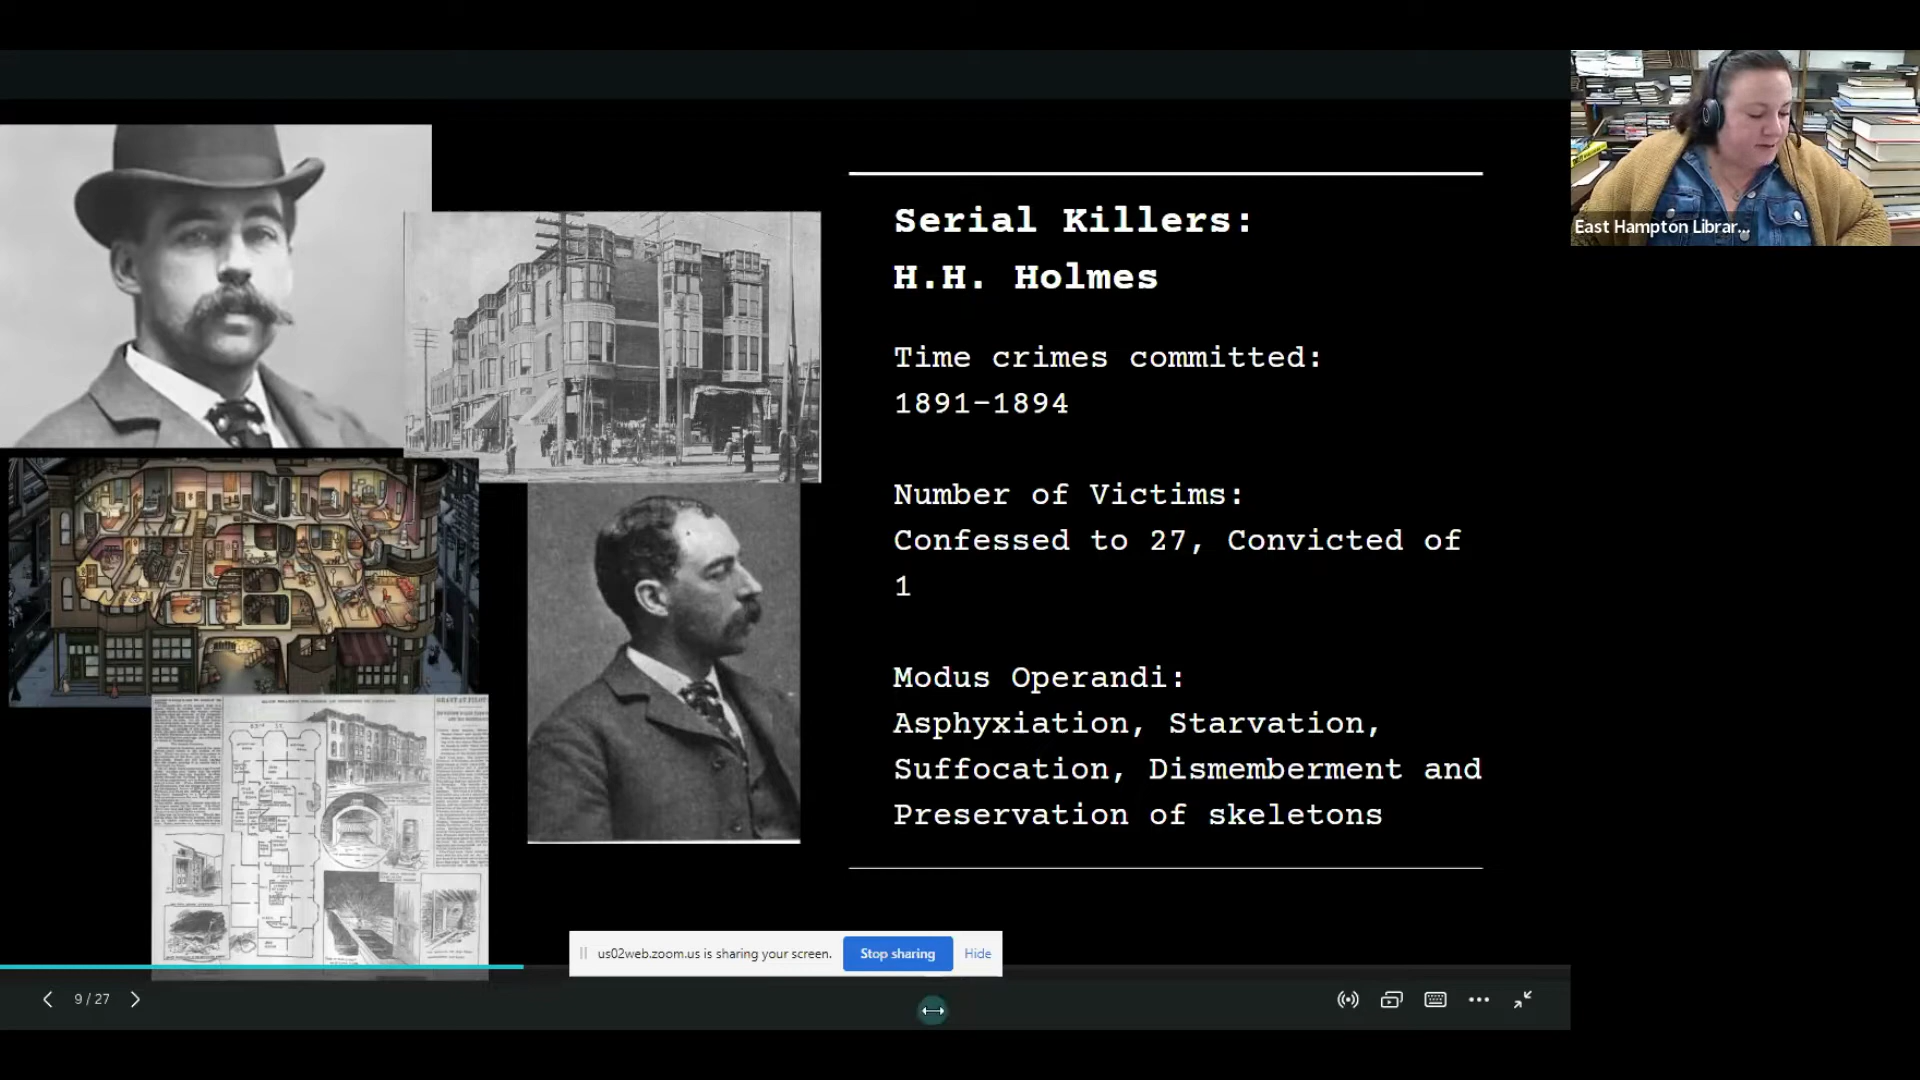 East Hampton Librar...
Serial Killers:
H.H. Holmes
Time crimes committed:
1891-1894
Number of Victims:
Confessed to 27, Convicted of
1
Modus Operandi:
Asphyxiation, Starvation,
Suffocation, Dismemberment and
Preservation of skeletons
us02web.zoom.us is sharing your screen.
Stop sharing
Hide
9 / 27